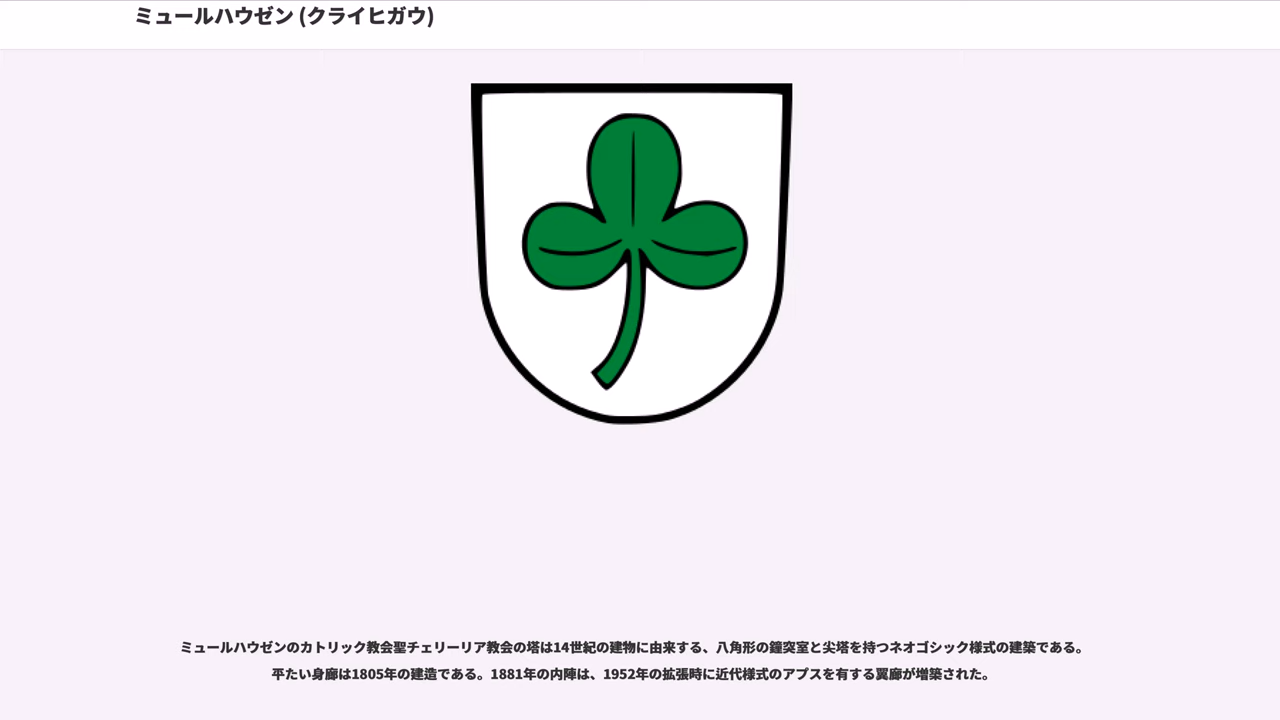 ミュールハウゼン (クライヒガウ)
ミュールハウゼンのカトリック教会聖チェリーリア教会の塔は14世紀の建物に由来する、八角形の鐘突室と尖塔を持つネオゴシック様式の建築である。
平たい身廊は1805年の建造である。1881年の内陣は、1952年の拡張時に近代様式のアプスを有する翼廊が増築された。